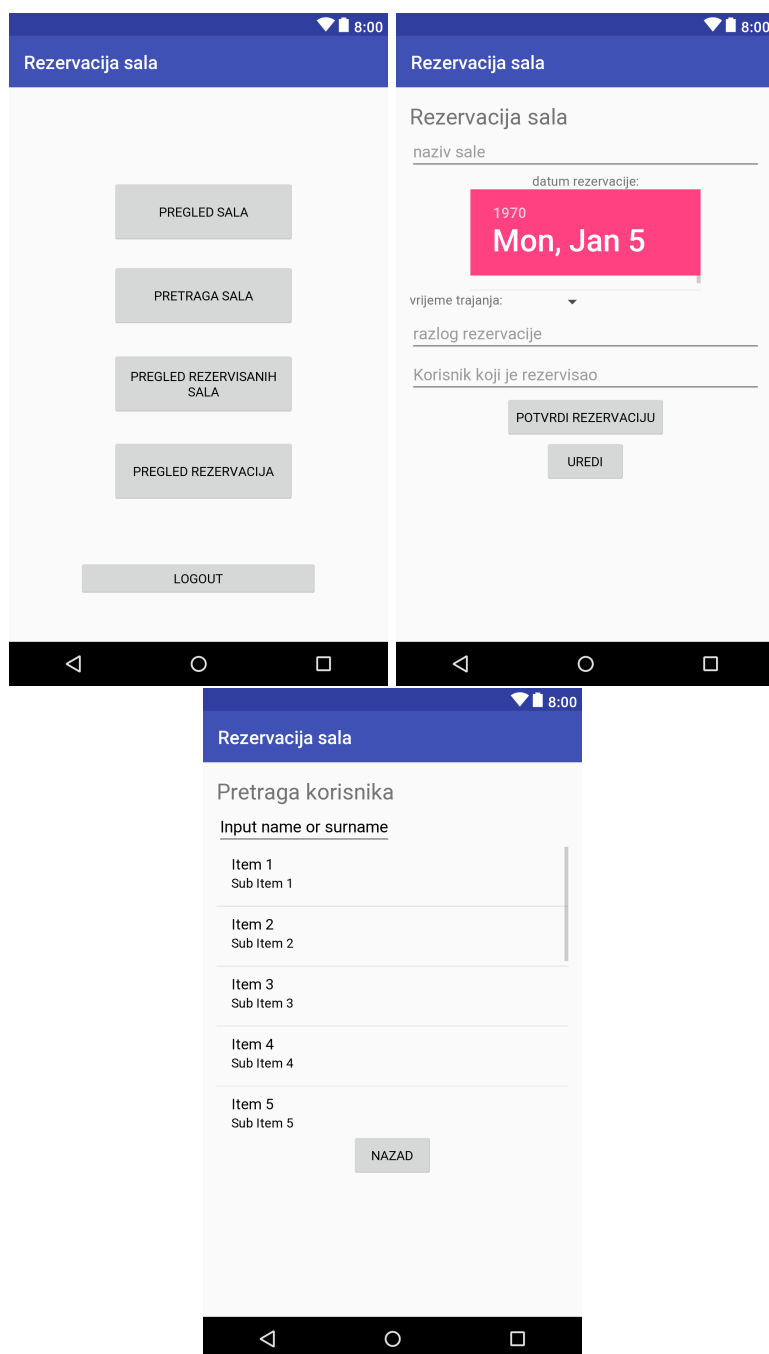 8:00
Rezervacija sala
PREGLED SALA
PRETRAGA SALA
PREGLED REZERVISANIH
SALA
PREGLED REZERVACIJA
LOGOUT
8:00
Rezervacija sala
Rezervacija sala
naziv sale
datum rezervacije:
1970
Mon, Jan 5
vrijeme trajanja:
razlog rezervacije
Korisnik koji je rezervisao
POTVRDI REZERVACIJU
UREDI
8:00
Rezervacija sala
Pretraga korisnika
Input name or surname
Item 1
Sub Item 1
Item 2
Sub Item 2
Item 3
Sub Item 3
Item 4
Sub Item 4
Item 5
Sub Item 5
NAZAD